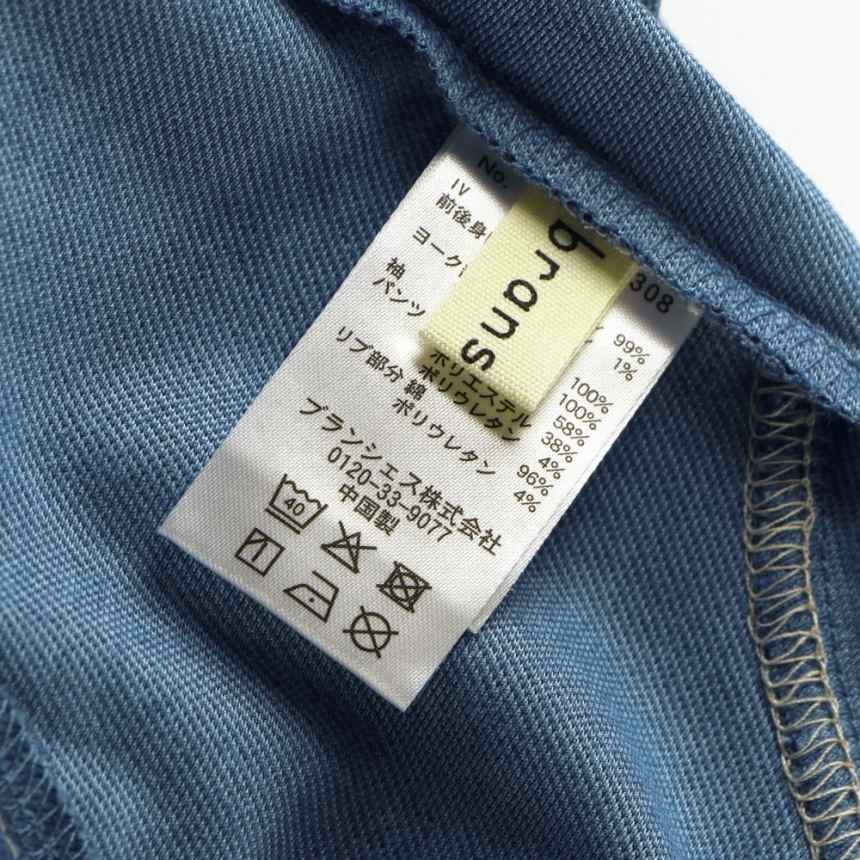 No.
308
IV
前後身
99%
1%
ヨーク
100%
袖
100%
パンツ
58%
ポリエステル 38%
ポリウレタン 4%
リブ部分 綿 96%
ポリウレタン 4%
ブランシェス株式会社
0120-33-9077
中国製
40
brans